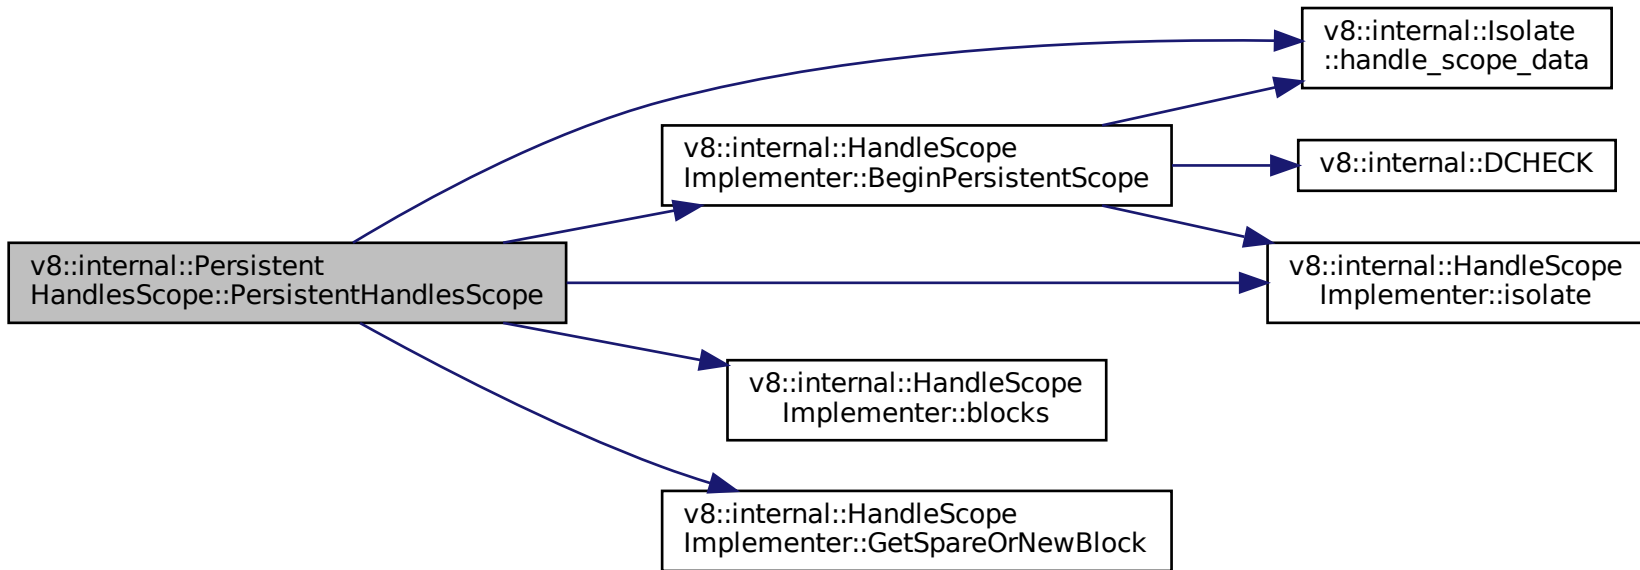 v8::internal::Isolate
::handle_scope_data
v8::internal::HandleScope
Implementer::BeginPersistentScope
v8::internal::DCHECK
v8::internal::Persistent
HandlesScope::PersistentHandlesScope
v8::internal::HandleScope
Implementer::isolate
v8::internal::HandleScope
Implementer::blocks
v8::internal::HandleScope
Implementer::GetSpareOrNewBlock